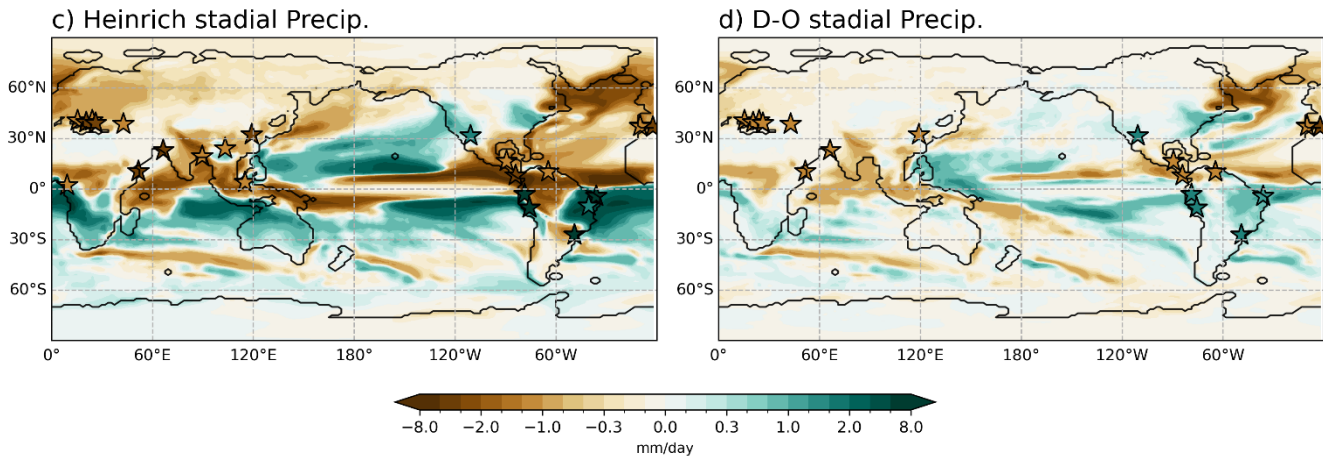 c) Heinrich stadial Precip.
d) D-O stadial Precip.
60°N
30°N
0°
30°S
60°S
0° 60°E 120°E 180° 120°W 60°W
60°N
30°N
0°
30°S
60°S
0° 60°E 120°E 180° 120°W 60°W
−8.0 −2.0 −1.0 −0.3 0.0 0.3 1.0 2.0 8.0
mm/day